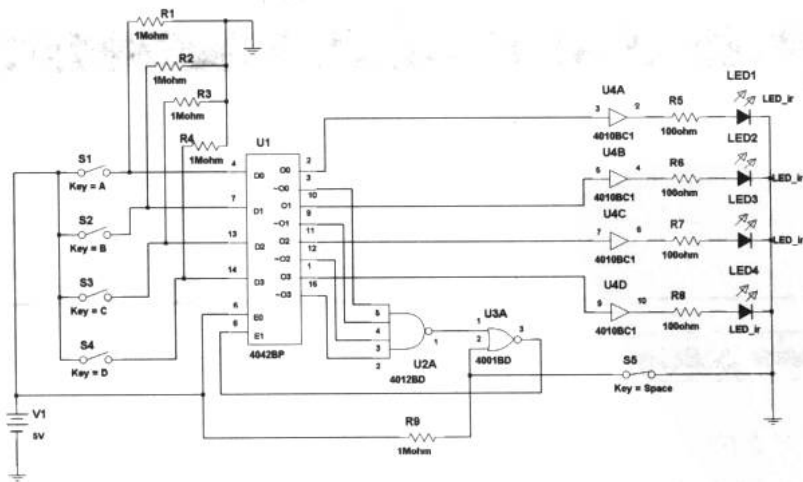 R1
1Mohm
R2
1Mohm
R3
1Mohm
R4
1Mohm
U1
S1
Key = A
S2
Key = B
S3
Key = C
S4
Key = D
4 D0
7 D1
13 D2
14 D3
6 E0
6 E1
O0 2
~O0 3
O1 10
~O1 9
O2 11
~O2 12
O3 1
~O3 16
4042BP
5
4
3
2
1
U2A
4012BD
U3A
1
2
3
4001BD
U4A
3 2
4010BC1
R5
100ohm
LED1
LED_ir
U4B
5 4
4010BC1
R6
100ohm
LED2
LED_ir
U4C
7 6
4010BC1
R7
100ohm
LED3
LED_ir
U4D
9 10
4010BC1
R8
100ohm
LED4
LED_ir
S5
Key = Space
R9
1Mohm
V1
5V